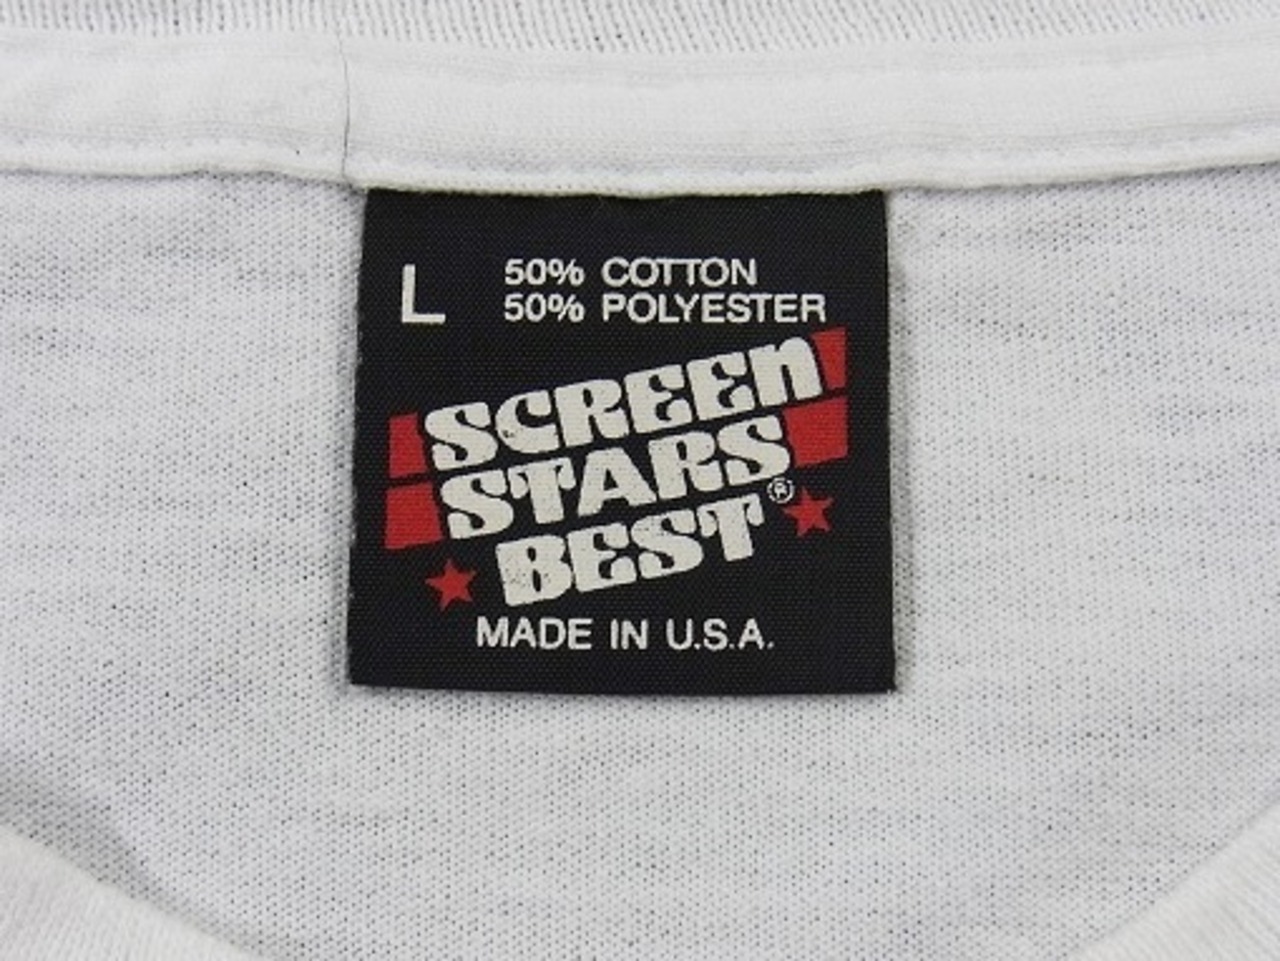 L
50% COTTON
50% POLYESTER
SCREEN
STARS
BEST®
MADE IN U.S.A.